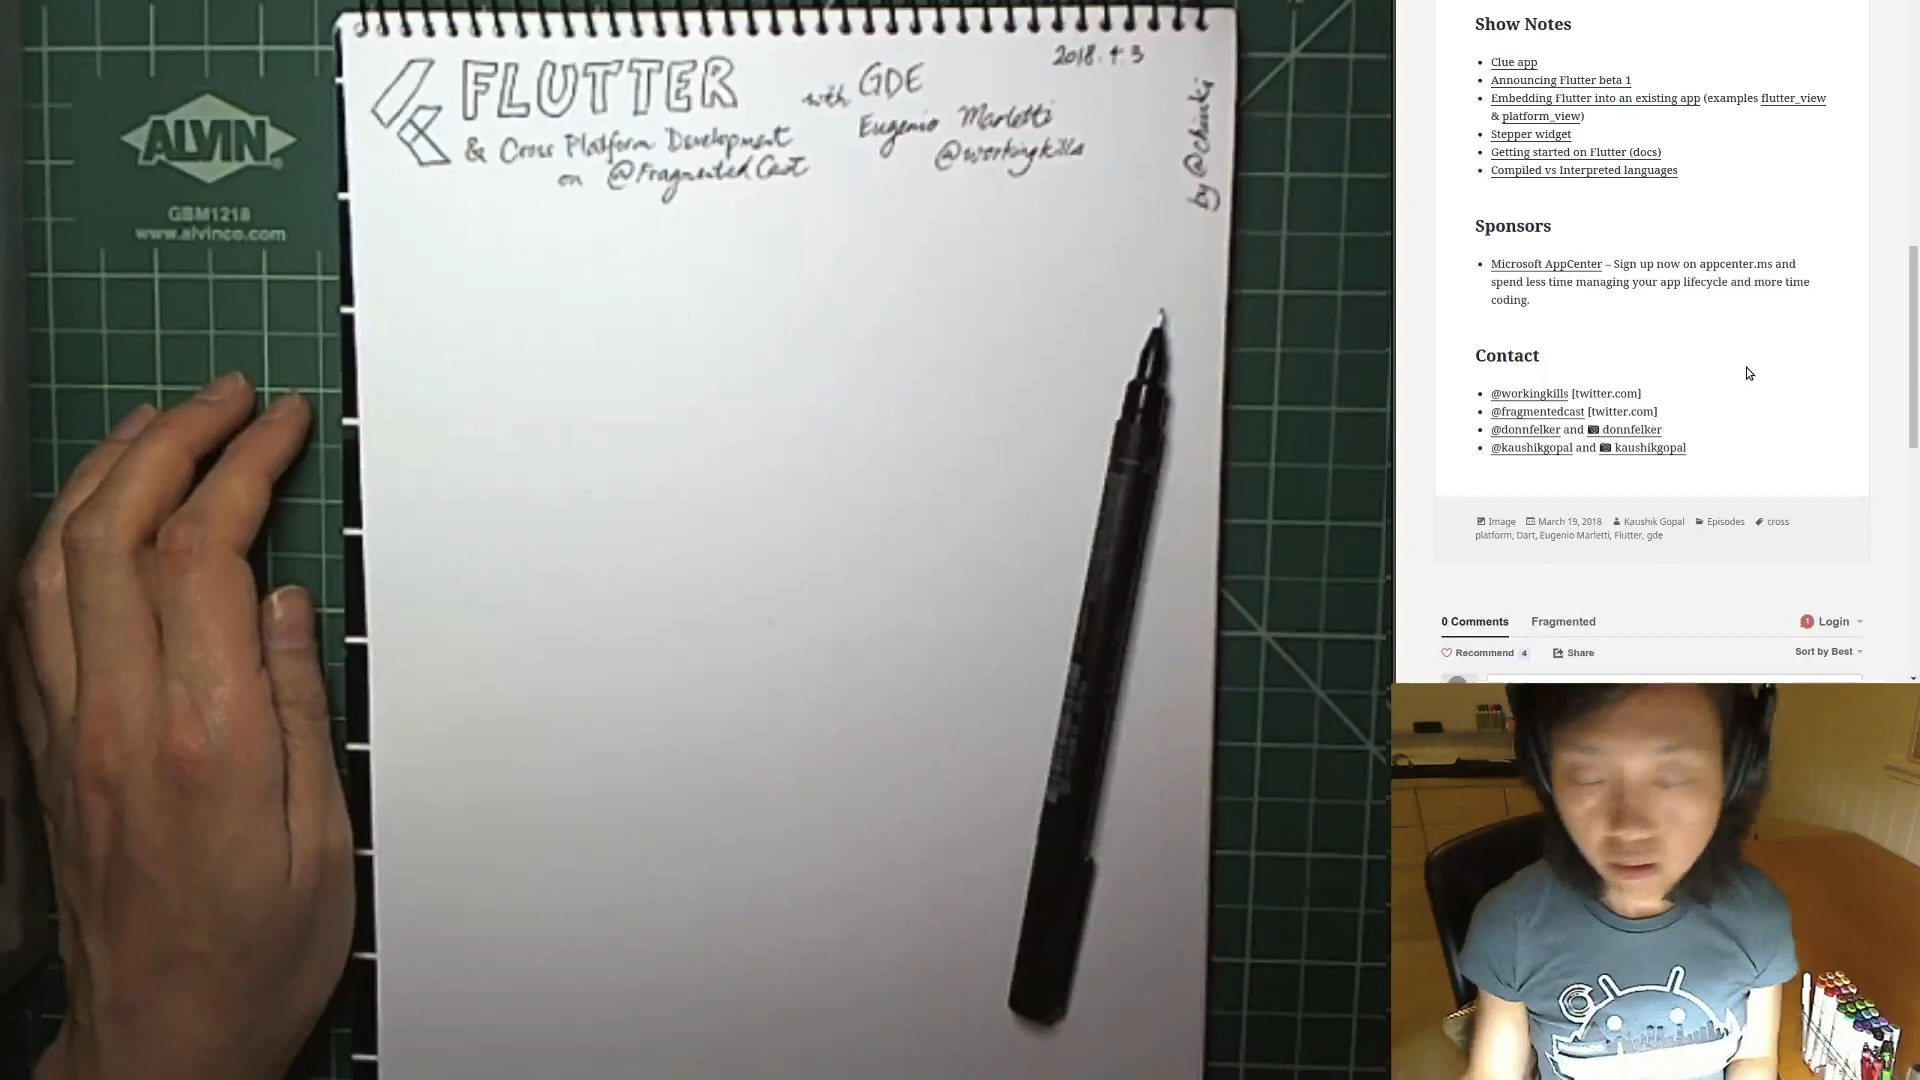 ALVIN
GBM1218
www.alvinco.com
FLUTTER
& Cross Platform Development
on @FragmentedCast
with GDE
Eugenio Marletti
@workingkills
2018.4.3
by @chiuki
Show Notes
Clue app
Announcing Flutter beta 1
Embedding Flutter into an existing app (examples flutter_view
& platform_view)
Stepper widget
Getting started on Flutter (docs)
Compiled vs Interpreted languages
Sponsors
Microsoft AppCenter – Sign up now on appcenter.ms and
spend less time managing your app lifecycle and more time
coding.
Contact
@workingkills [twitter.com]
@fragmentedcast [twitter.com]
@donnfelker and donnfelker
@kaushikgopal and kaushikgopal
Image March 19, 2018 Kaushik Gopal Episodes cross
platform, Dart, Eugenio Marletti, Flutter, gde
0 Comments Fragmented 1 Login
Recommend 4 Share Sort by Best